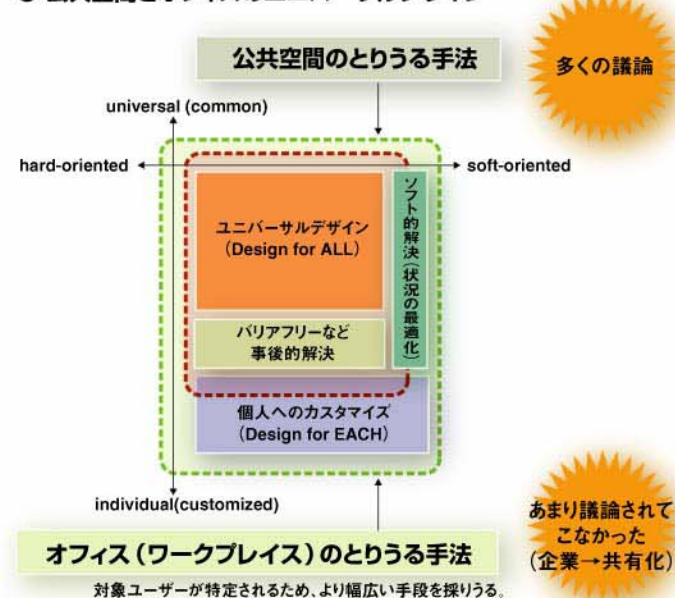 公共空間のとりうる手法
多くの議論
universal (common)
hard-oriented
soft-oriented
ユニバーサルデザイン
(Design for ALL)
ソフト的解決(状況の最適化)
バリアフリーなど
事後的解決
個人へのカスタマイズ
(Design for EACH)
individual(customized)
あまり議論されて
こなかった
(企業→共有化)
オフィス(ワークプレイス)のとりうる手法
対象ユーザーが特定されるため、より幅広い手段を採りうる。